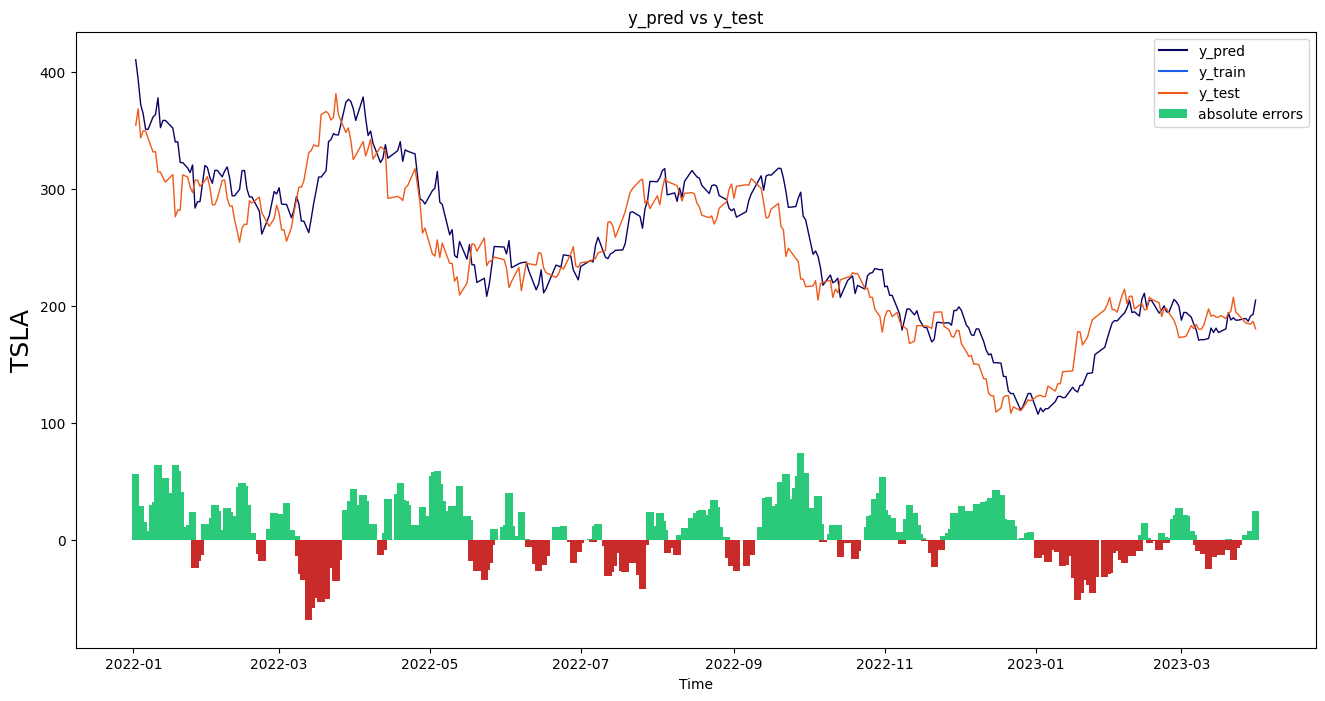 y_pred vs y_test
y_pred
y_train
y_test
absolute errors
400
300
200
100
0
TSLA
2022-01
2022-03
2022-05
2022-07
2022-09
2022-11
2023-01
2023-03
Time